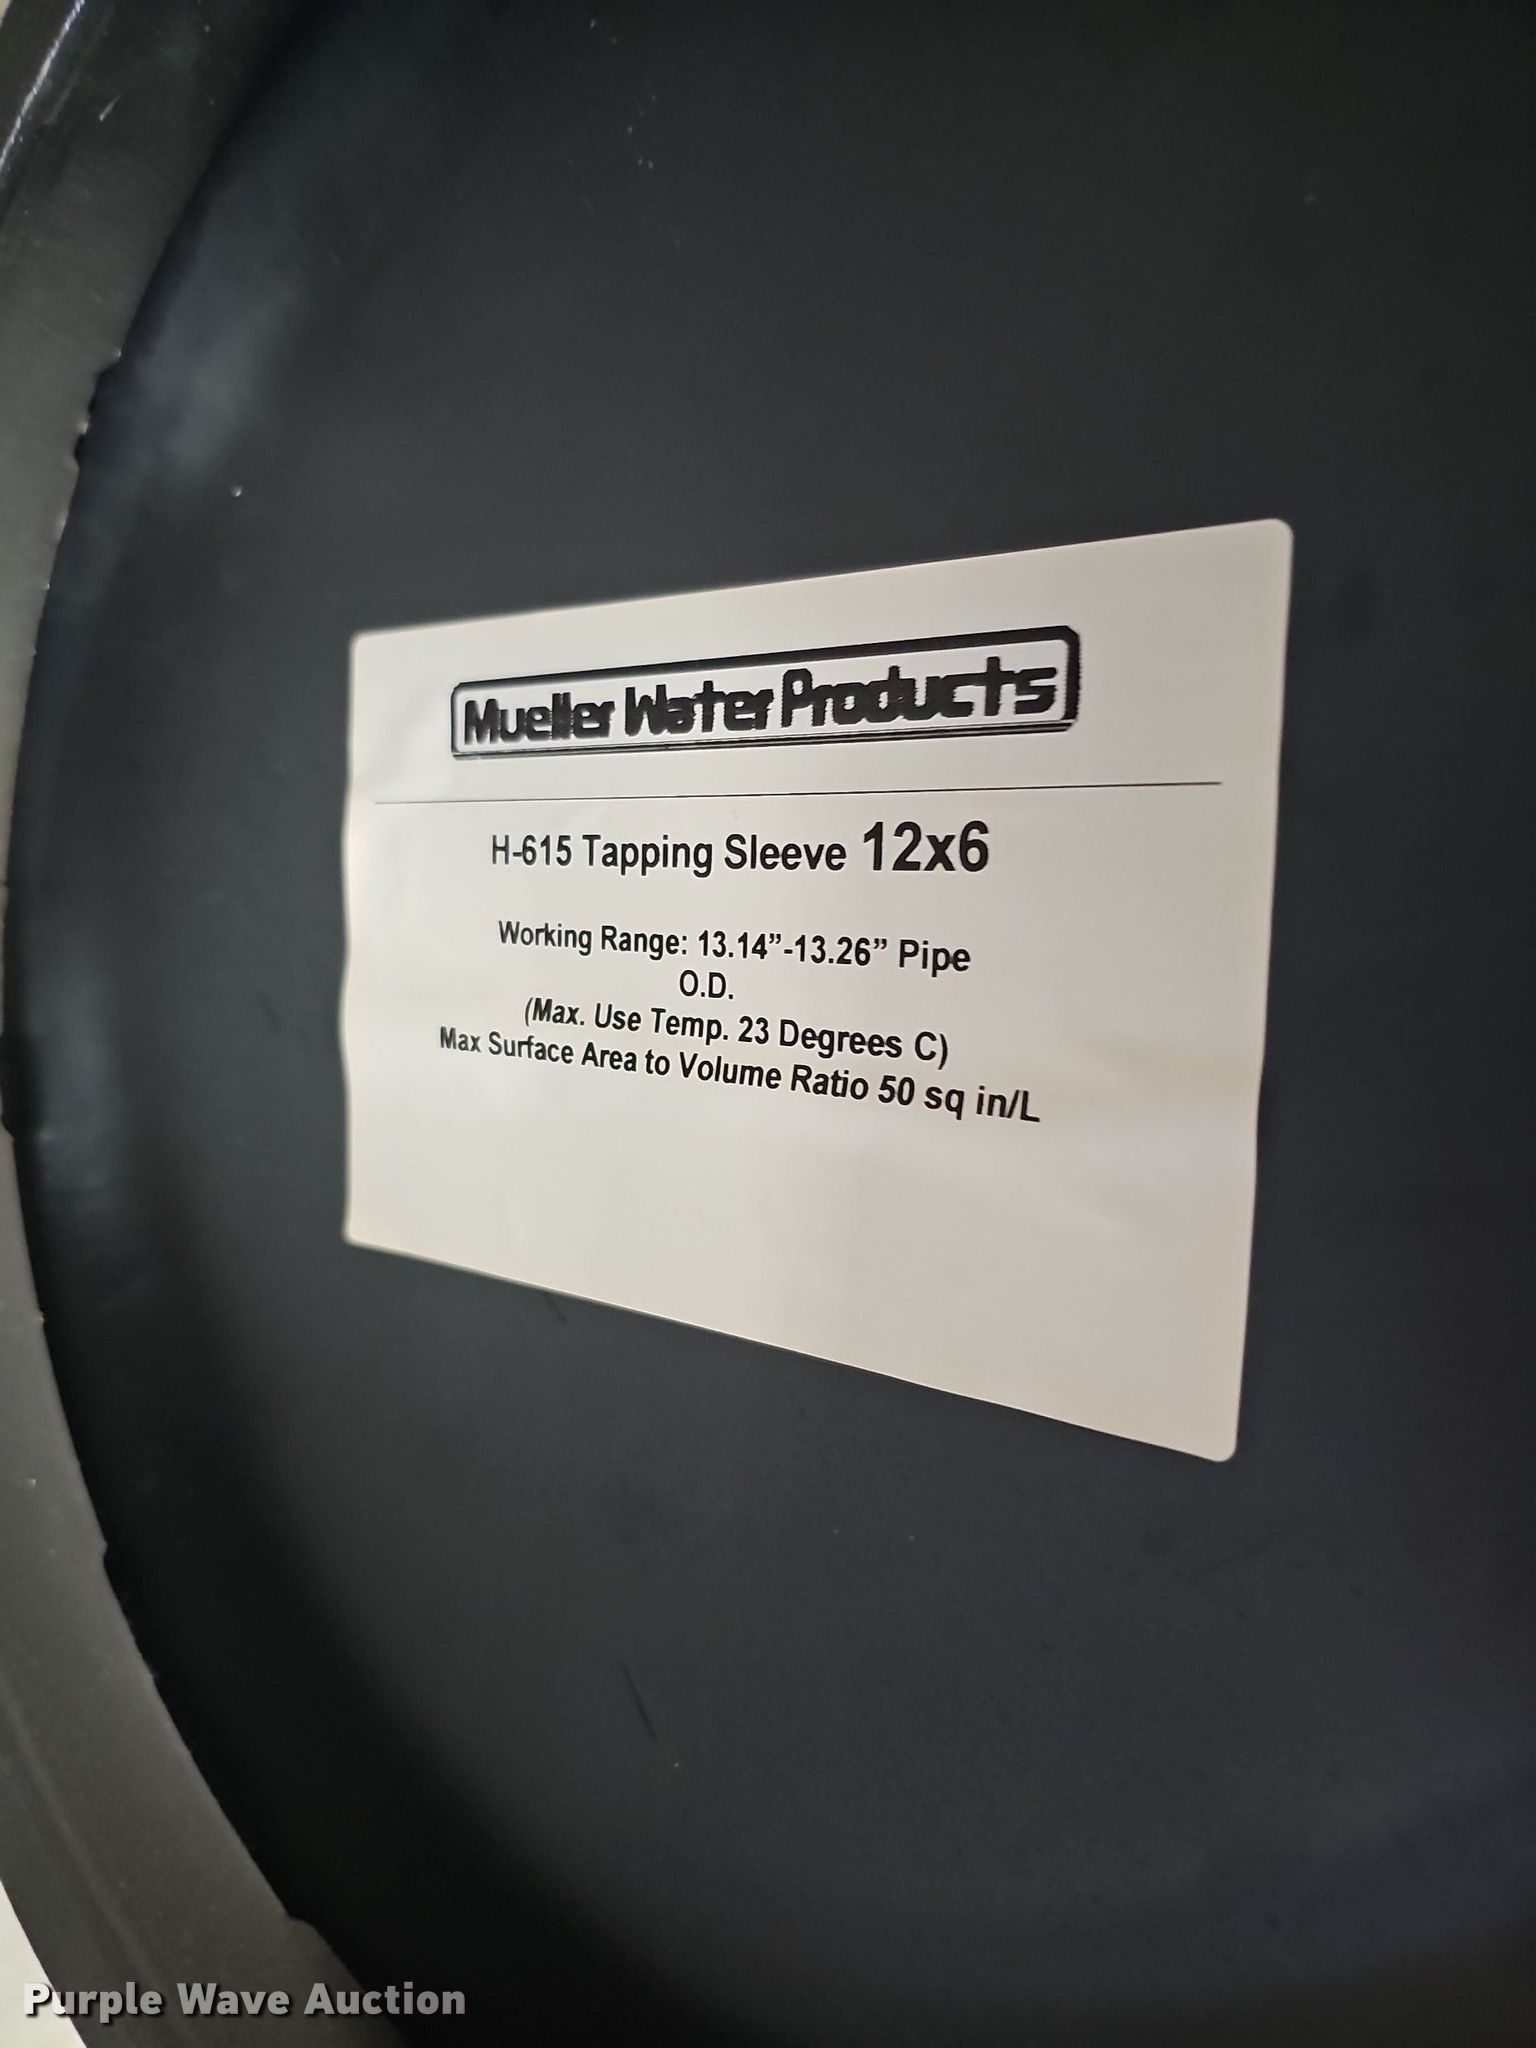 Mueller Water Products
H-615 Tapping Sleeve 12x6
Working Range: 13.14”-13.26” Pipe
O.D.
(Max. Use Temp. 23 Degrees C)
Max Surface Area to Volume Ratio 50 sq in/L
Purple Wave Auction